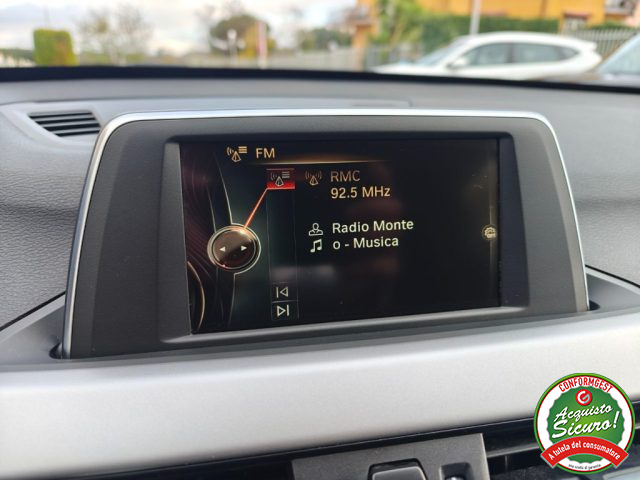 FM
RMC
92.5 MHz
Radio Monte
o - Musica
CONFORMGEST
Acquisto
Sicuro!
A tutela del consumatore